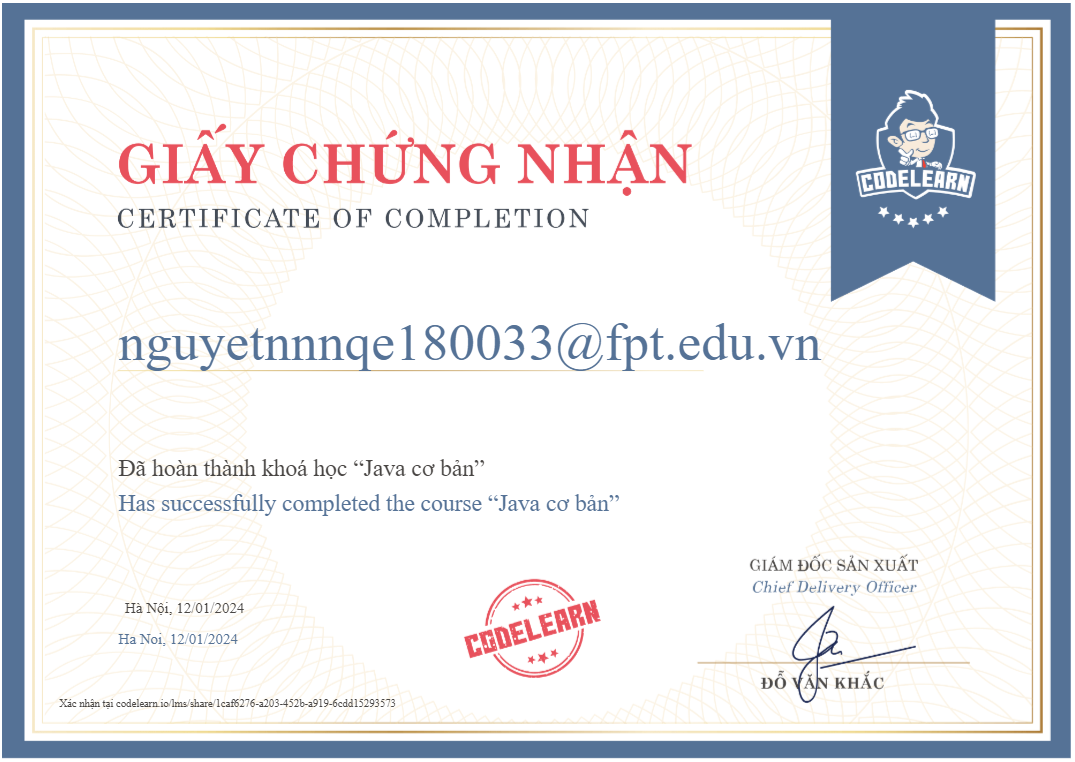 CODELEARN
GIẤY CHỨNG NHẬN
CERTIFICATE OF COMPLETION
nguyetnnnqe180033@fpt.edu.vn
Đã hoàn thành khoá học “Java cơ bản”
Has successfully completed the course “Java cơ bản”
GIÁM ĐỐC SẢN XUẤT
Chief Delivery Officer
Hà Nội, 12/01/2024
Ha Noi, 12/01/2024
CODELEARN
ĐỖ VĂN KHẮC
Xác nhận tại codelearn.io/lms/share/1caf6276-a203-452b-a919-6cdd15293573